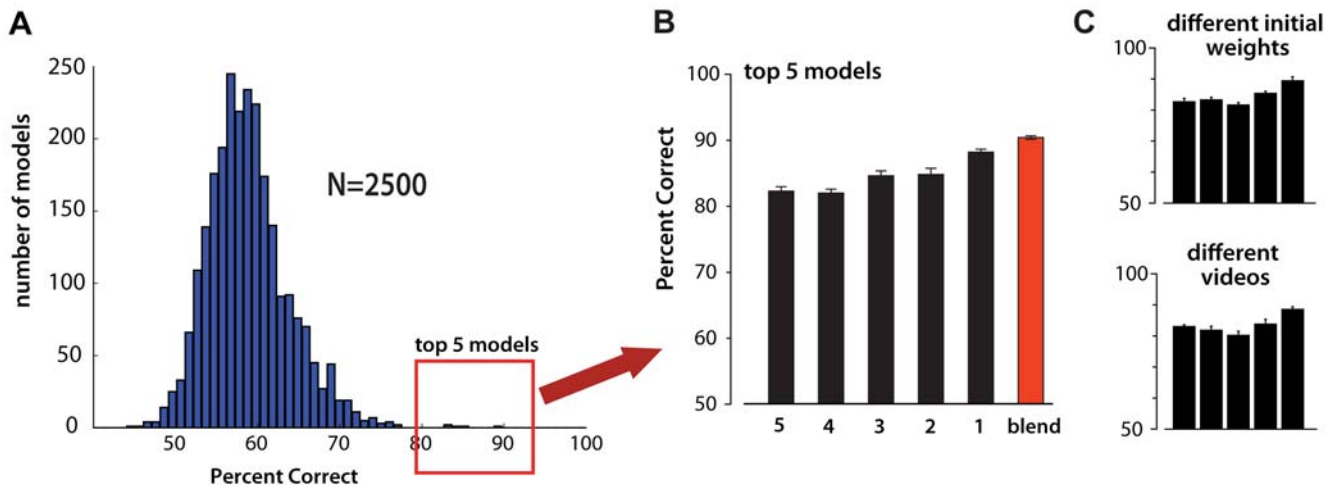 A
250
200
150
100
50
0
number of models
N=2500
top 5 models
50
60
70
80
90
100
Percent Correct
B
top 5 models
100
90
80
70
60
50
Percent Correct
5
4
3
2
1
blend
C
different initial
weights
100
50
different
videos
100
50